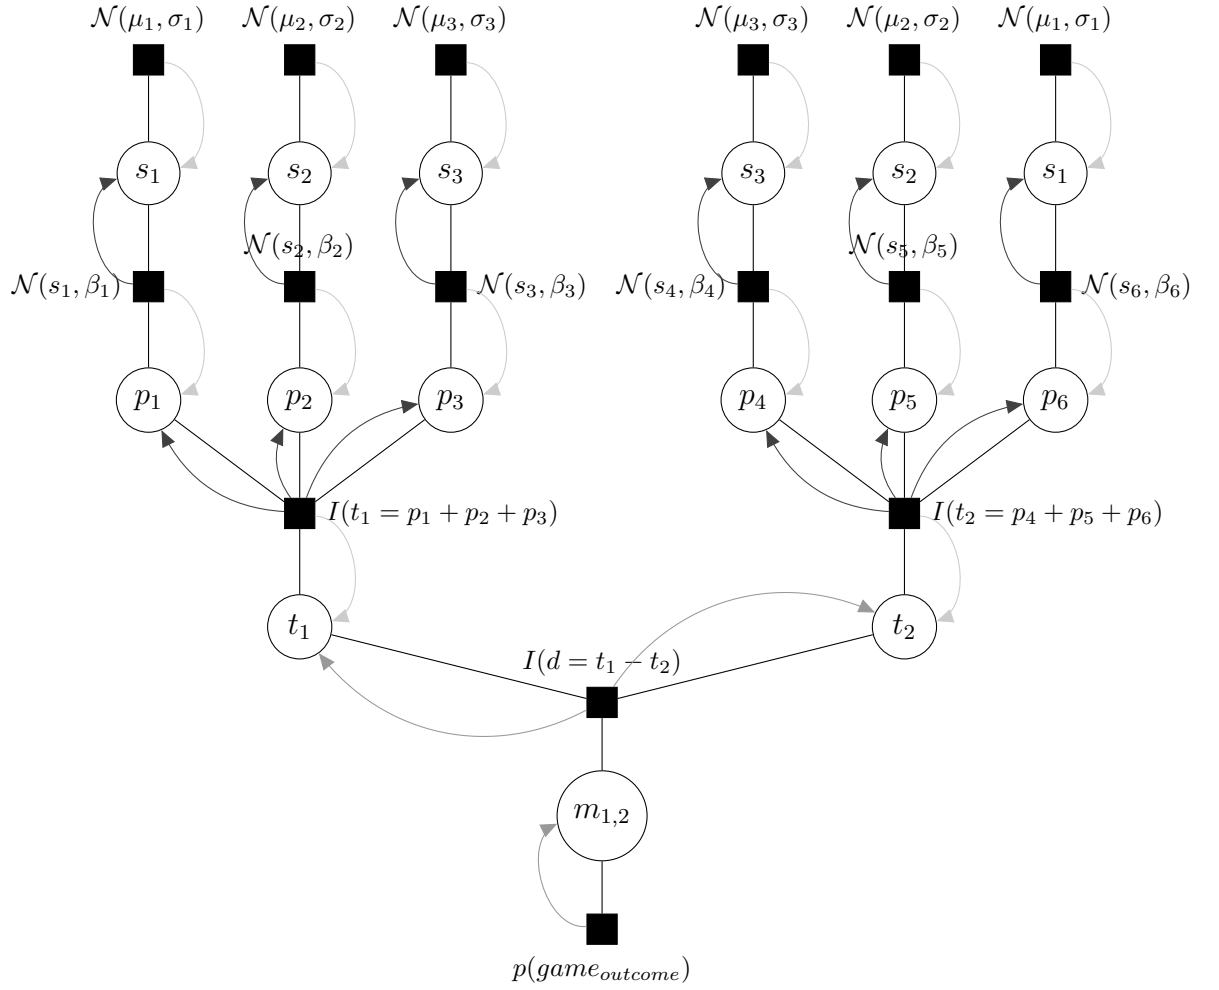 𝒩(μ₁, σ₁) 𝒩(μ₂, σ₂) 𝒩(μ₃, σ₃) 𝒩(μ₃, σ₃) 𝒩(μ₂, σ₂) 𝒩(μ₁, σ₁)
s₁ s₂ s₃ s₃ s₂ s₁
𝒩(s₂, β₂) 𝒩(s₅, β₅)
𝒩(s₁, β₁) 𝒩(s₃, β₃) 𝒩(s₄, β₄) 𝒩(s₆, β₆)
p₁ p₂ p₃ p₄ p₅ p₆
I(t₁ = p₁ + p₂ + p₃) I(t₂ = p₄ + p₅ + p₆)
t₁ t₂
I(d = t₁ − t₂)
m₁,₂
p(game_{outcome})